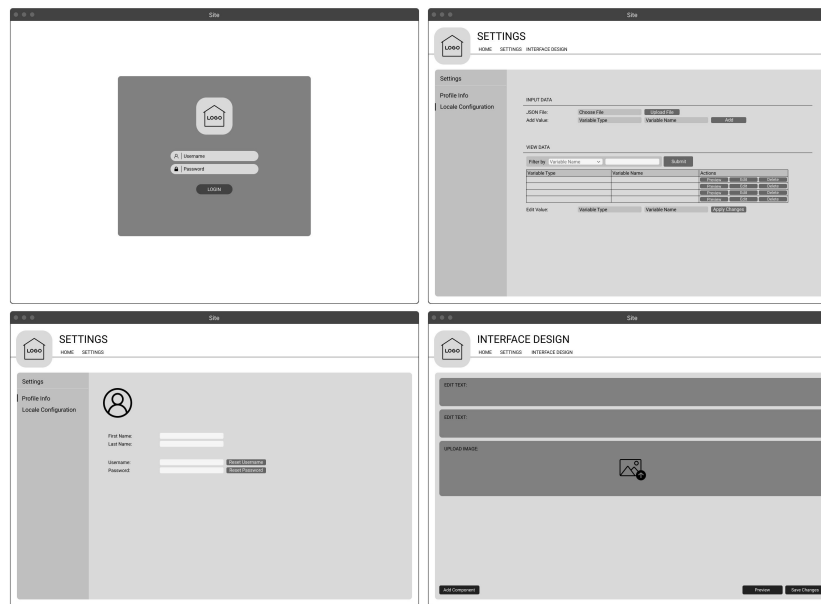 Site
LOGO
Username
Password
LOGIN
Site
LOGO
SETTINGS
HOME SETTINGS INTERFACE DESIGN
Settings
Profile Info
Locale Configuration
INPUT DATA
JSON File: Choose File Upload File
Add Value: Variable Type Variable Name Add
VIEW DATA
Filter by Variable Name Submit
Variable Type Variable Name Actions
Preview Edit Delete
Preview Edit Delete
Preview Edit Delete
Preview Edit Delete
Edit Value: Variable Type Variable Name Apply Changes
Site
LOGO
SETTINGS
HOME SETTINGS
Settings
Profile Info
Locale Configuration
First Name:
Last Name:
Username: Reset Username
Password: Reset Password
Site
LOGO
INTERFACE DESIGN
HOME SETTINGS INTERFACE DESIGN
EDIT TEXT:
EDIT TEXT:
UPLOAD IMAGE:
Add Component Preview Save Changes